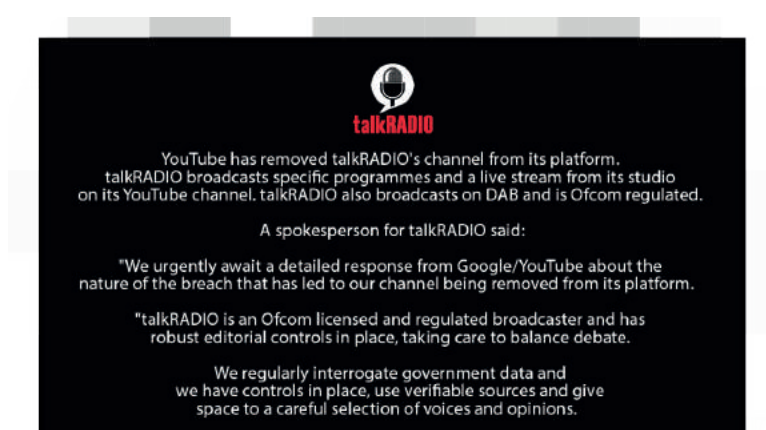 talkRADIO
YouTube has removed talkRADIO's channel from its platform.
talkRADIO broadcasts specific programmes and a live stream from its studio
on its YouTube channel. talkRADIO also broadcasts on DAB and is Ofcom regulated.
A spokesperson for talkRADIO said:
"We urgently await a detailed response from Google/YouTube about the
nature of the breach that has led to our channel being removed from its platform.
"talkRADIO is an Ofcom licensed and regulated broadcaster and has
robust editorial controls in place, taking care to balance debate.
We regularly interrogate government data and
we have controls in place, use verifiable sources and give
space to a careful selection of voices and opinions.